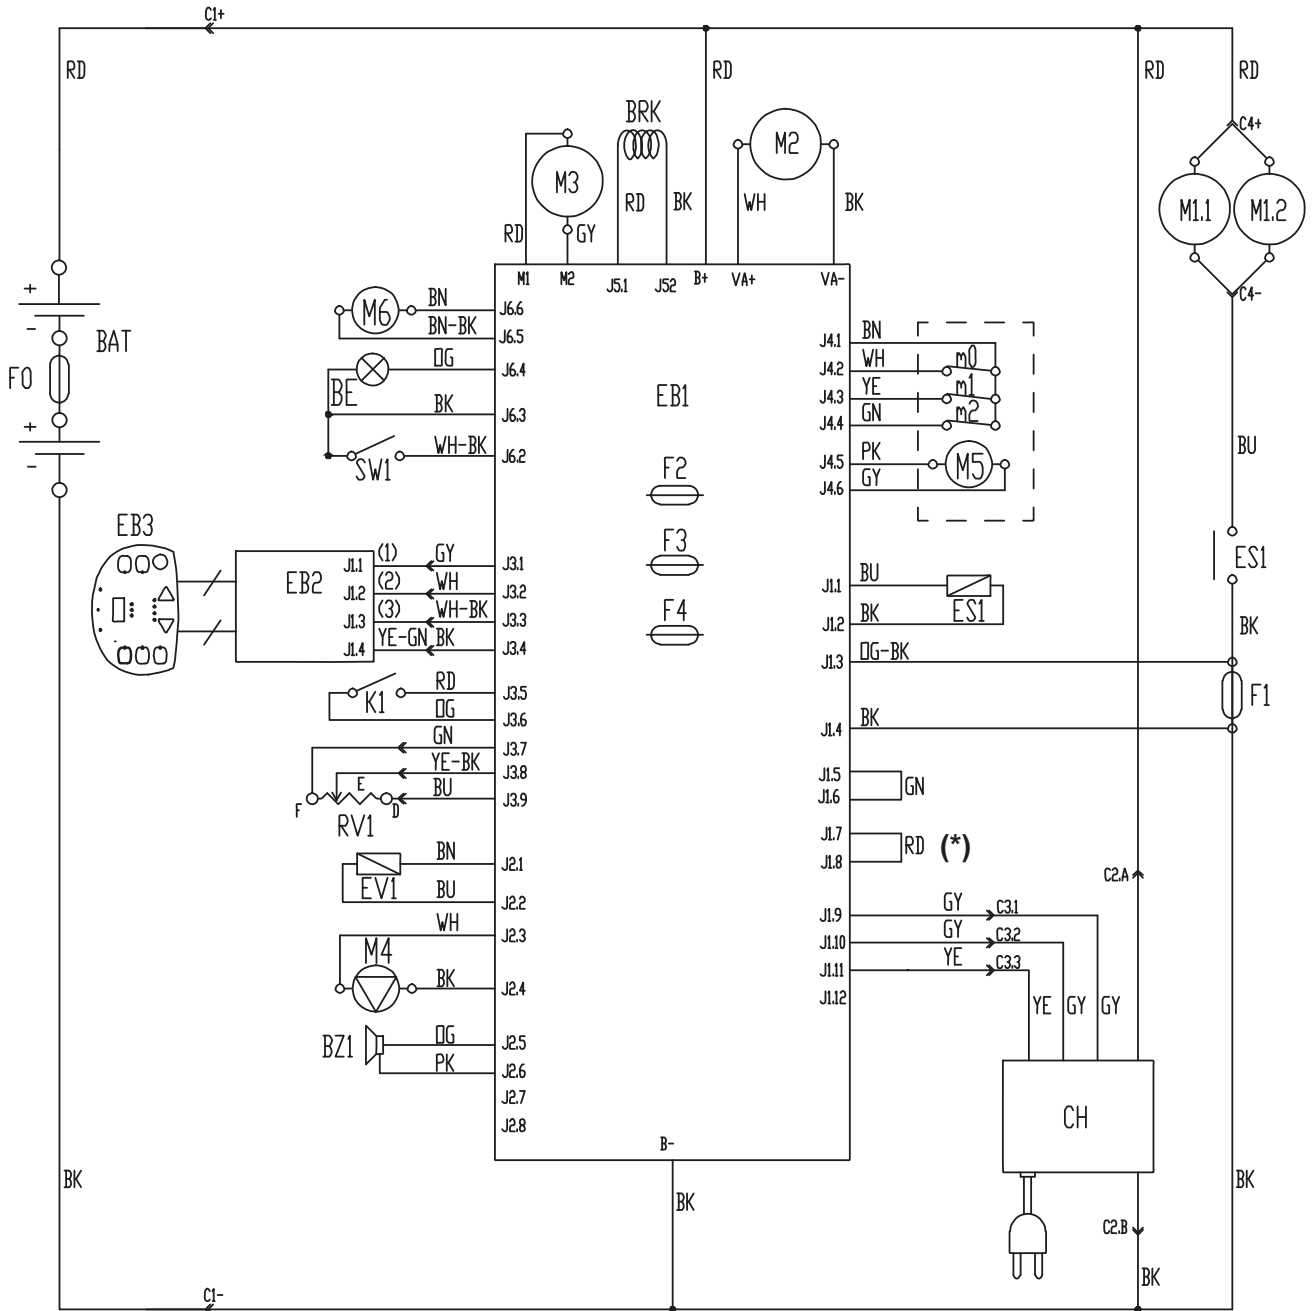 C1+
RD
RD
RD
RD
C4+
BRK
M2
M3
M1.1
M1.2
RD
BK
WH
BK
RD
GY
M1
M2
J5.1
J52
B+
VA+
VA-
C4-
+
-
BAT
F0
+
-
M6
BN
J6.6
BN-BK
J6.5
OG
J6.4
BE
BK
J6.3
WH-BK
J6.2
SW1
EB1
F2
F3
F4
J4.1
BN
m0
J4.2
WH
m1
J4.3
YE
m2
J4.4
GN
J4.5
PK
M5
J4.6
GY
BU
ES1
BK
EB3
EB2
J1.1
(1)
GY
J3.1
J1.2
(2)
WH
J3.2
J1.3
(3)
WH-BK
J3.3
J1.4
YE-GN
BK
J3.4
J1.1
BU
ES1
J1.2
BK
J1.3
OG-BK
F1
J1.4
BK
K1
RD
J3.5
OG
J3.6
GN
J3.7
YE-BK
J3.8
E
BU
J3.9
F
D
RV1
J1.5
J1.6
GN
J1.7
J1.8
RD
(*)
BN
J2.1
EV1
BU
J2.2
WH
J2.3
M4
BK
J2.4
BZ1
OG
J2.5
PK
J2.6
J2.7
J2.8
C2.A
J1.9
GY
C3.1
J1.10
GY
C3.2
J1.11
YE
C3.3
J1.12
YE
GY
GY
CH
B-
BK
BK
BK
C2.B
BK
C1-